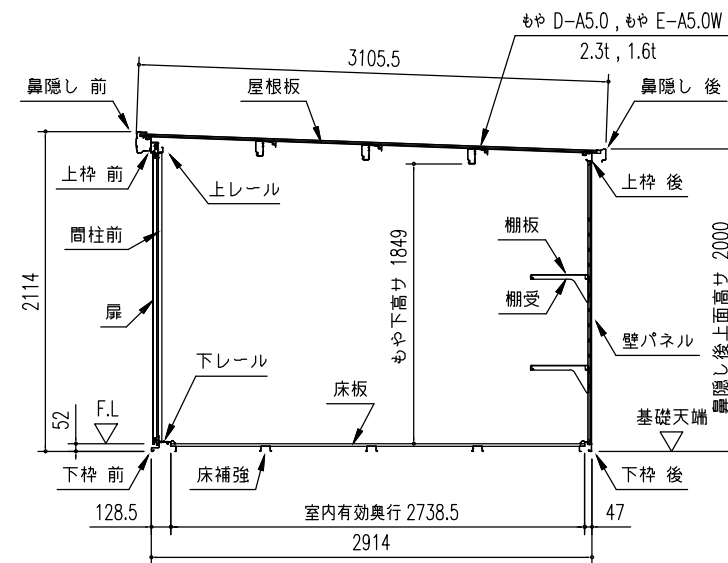 もや D-A5.0 , もや E-A5.0W
2.3t , 1.6t
3105.5
鼻隠し 前
屋根板
鼻隠し 後
上枠 前
上レール
上枠 後
間柱前
棚板
もや下高サ 1849
鼻隠し後上面高サ 2000
2114
扉
棚受
壁パネル
下レール
床板
52
F.L
基礎天端
下枠 前
床補強
下枠 後
128.5
室内有効奥行 2738.5
47
2914